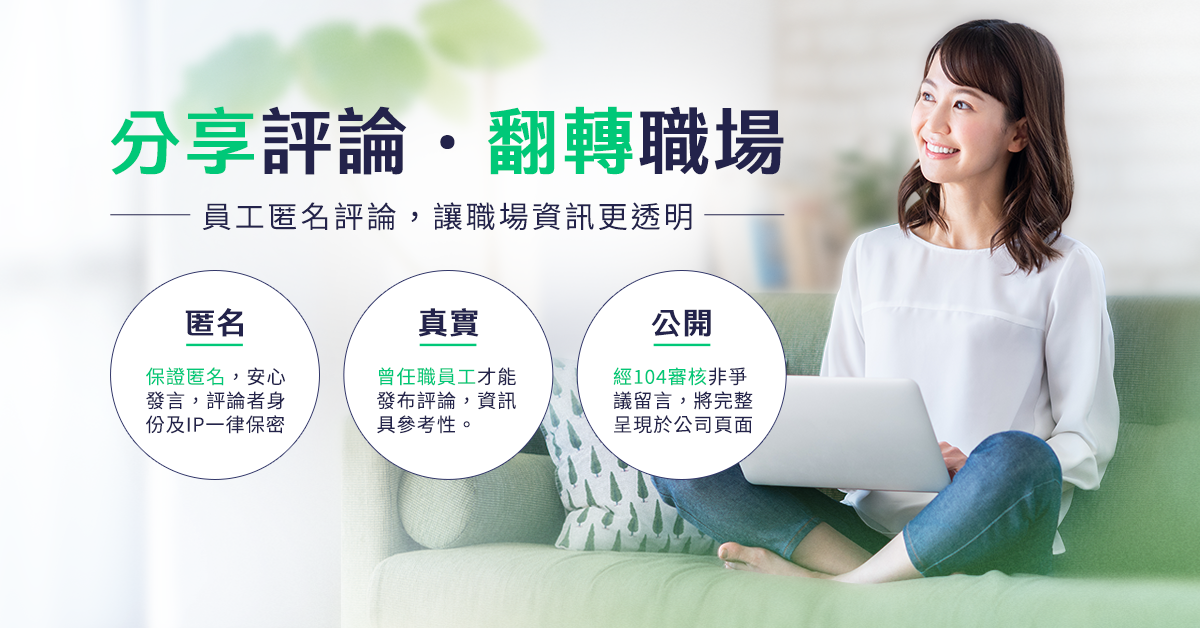 分享評論・翻轉職場
員工匿名評論，讓職場資訊更透明
匿名
保證匿名，安心
發言，評論者身
份及IP一律保密
真實
曾任職員工才能
發布評論，資訊
具參考性。
公開
經104審核非爭
議留言，將完整
呈現於公司頁面